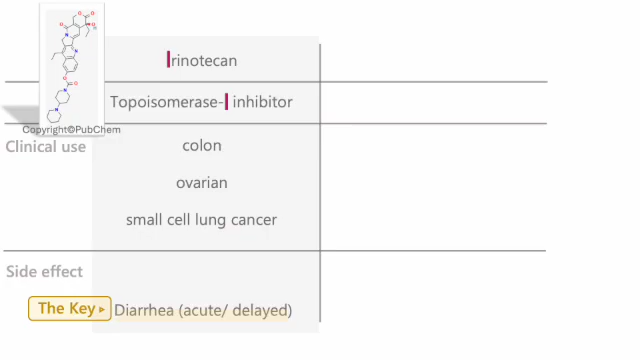 Irinotecan
Topoisomerase-I inhibitor
Copyright©PubChem
Clinical use
colon
ovarian
small cell lung cancer
Side effect
The Key ▸ Diarrhea (acute/ delayed)